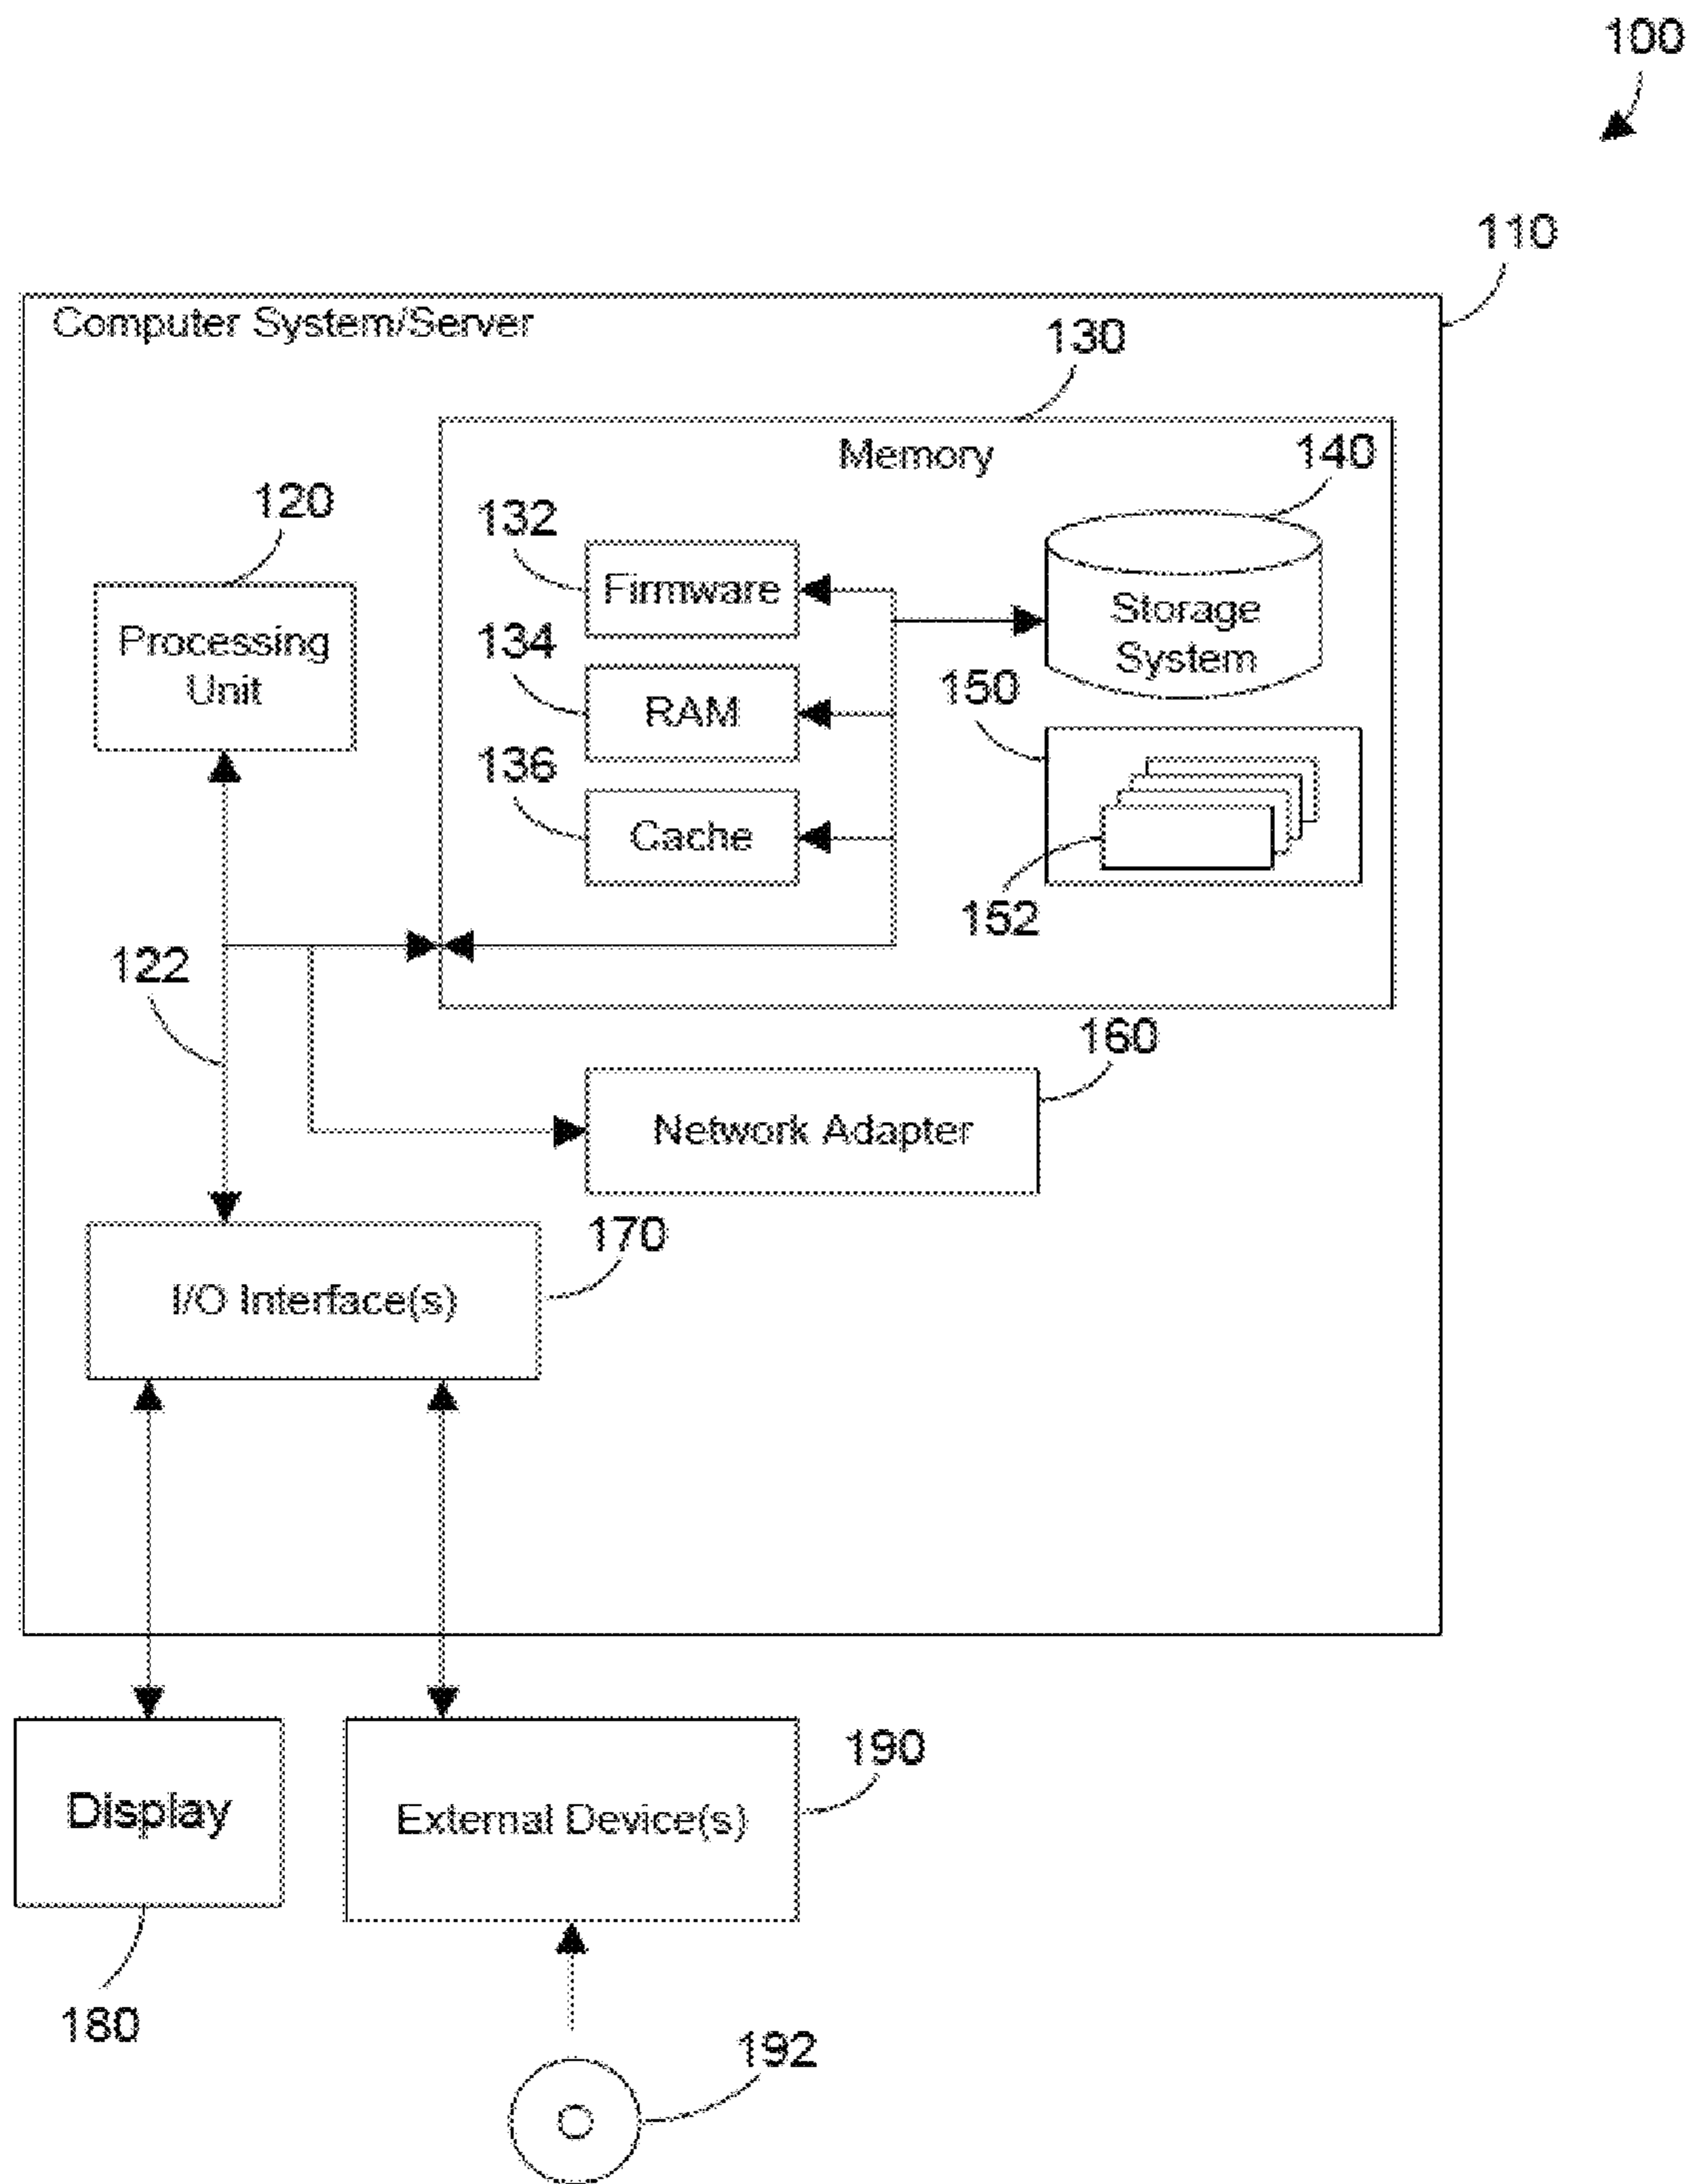 100
110
Computer System/Server
130
Memory
140
120
132
Firmware
Processing
Unit
134
Storage
System
RAM
150
136
Cache
152
122
160
Network Adapter
170
I/O Interface(s)
190
Display
External Device(s)
180
192